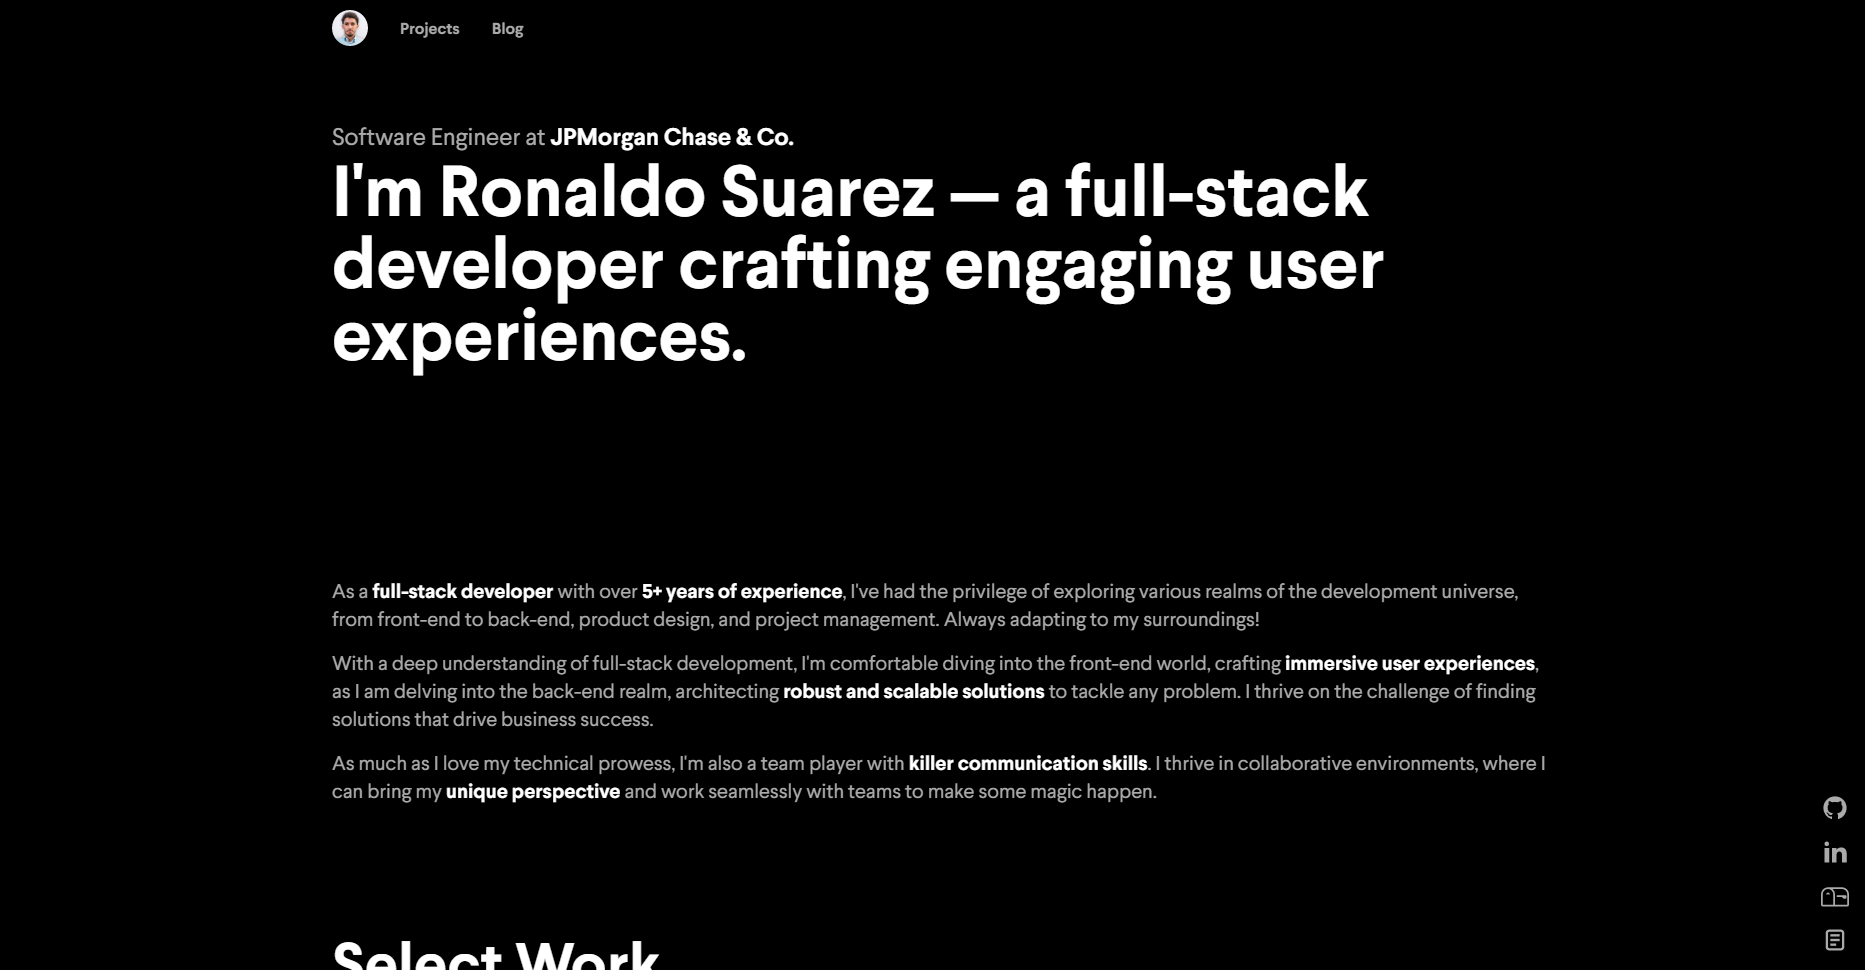 Projects Blog
Software Engineer at JPMorgan Chase & Co.
I'm Ronaldo Suarez — a full-stack
developer crafting engaging user
experiences.
As a full-stack developer with over 5+ years of experience, I've had the privilege of exploring various realms of the development universe,
from front-end to back-end, product design, and project management. Always adapting to my surroundings!
With a deep understanding of full-stack development, I'm comfortable diving into the front-end world, crafting immersive user experiences,
as I am delving into the back-end realm, architecting robust and scalable solutions to tackle any problem. I thrive on the challenge of finding
solutions that drive business success.
As much as I love my technical prowess, I'm also a team player with killer communication skills. I thrive in collaborative environments, where I
can bring my unique perspective and work seamlessly with teams to make some magic happen.
in
Select Work